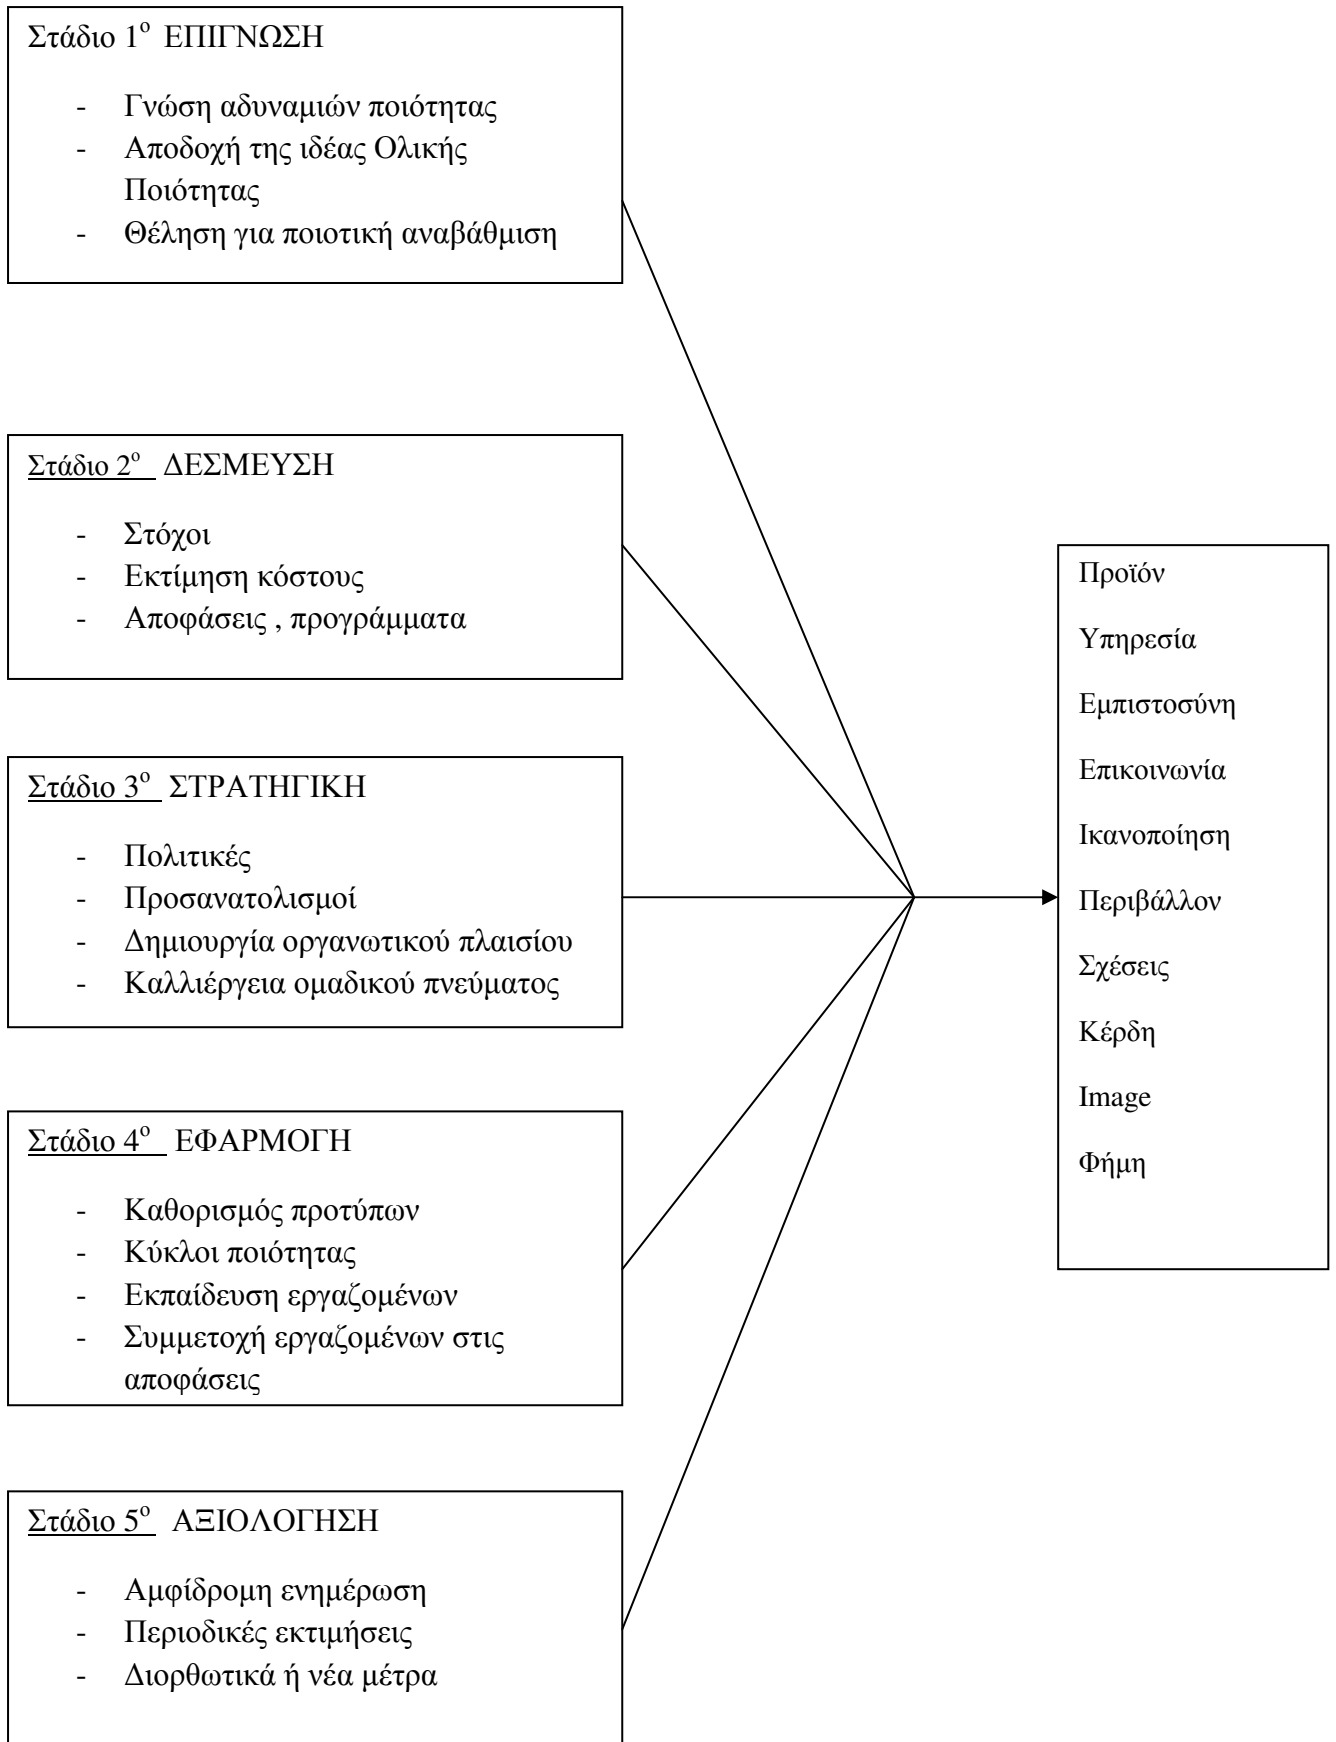 Στάδιο 1ο ΕΠΙΓΝΩΣΗ
- Γνώση αδυναμιών ποιότητας
- Αποδοχή της ιδέας Ολικής
Ποιότητας
- Θέληση για ποιοτική αναβάθμιση
Στάδιο 2ο ΔΕΣΜΕΥΣΗ
- Στόχοι
- Εκτίμηση κόστους
- Αποφάσεις , προγράμματα
Στάδιο 3ο ΣΤΡΑΤΗΓΙΚΗ
- Πολιτικές
- Προσανατολισμοί
- Δημιουργία οργανωτικού πλαισίου
- Καλλιέργεια ομαδικού πνεύματος
Στάδιο 4ο ΕΦΑΡΜΟΓΗ
- Καθορισμός προτύπων
- Κύκλοι ποιότητας
- Εκπαίδευση εργαζομένων
- Συμμετοχή εργαζομένων στις
αποφάσεις
Στάδιο 5ο ΑΞΙΟΛΟΓΗΣΗ
- Αμφίδρομη ενημέρωση
- Περιοδικές εκτιμήσεις
- Διορθωτικά ή νέα μέτρα
Προϊόν
Υπηρεσία
Εμπιστοσύνη
Επικοινωνία
Ικανοποίηση
Περιβάλλον
Σχέσεις
Κέρδη
Image
Φήμη